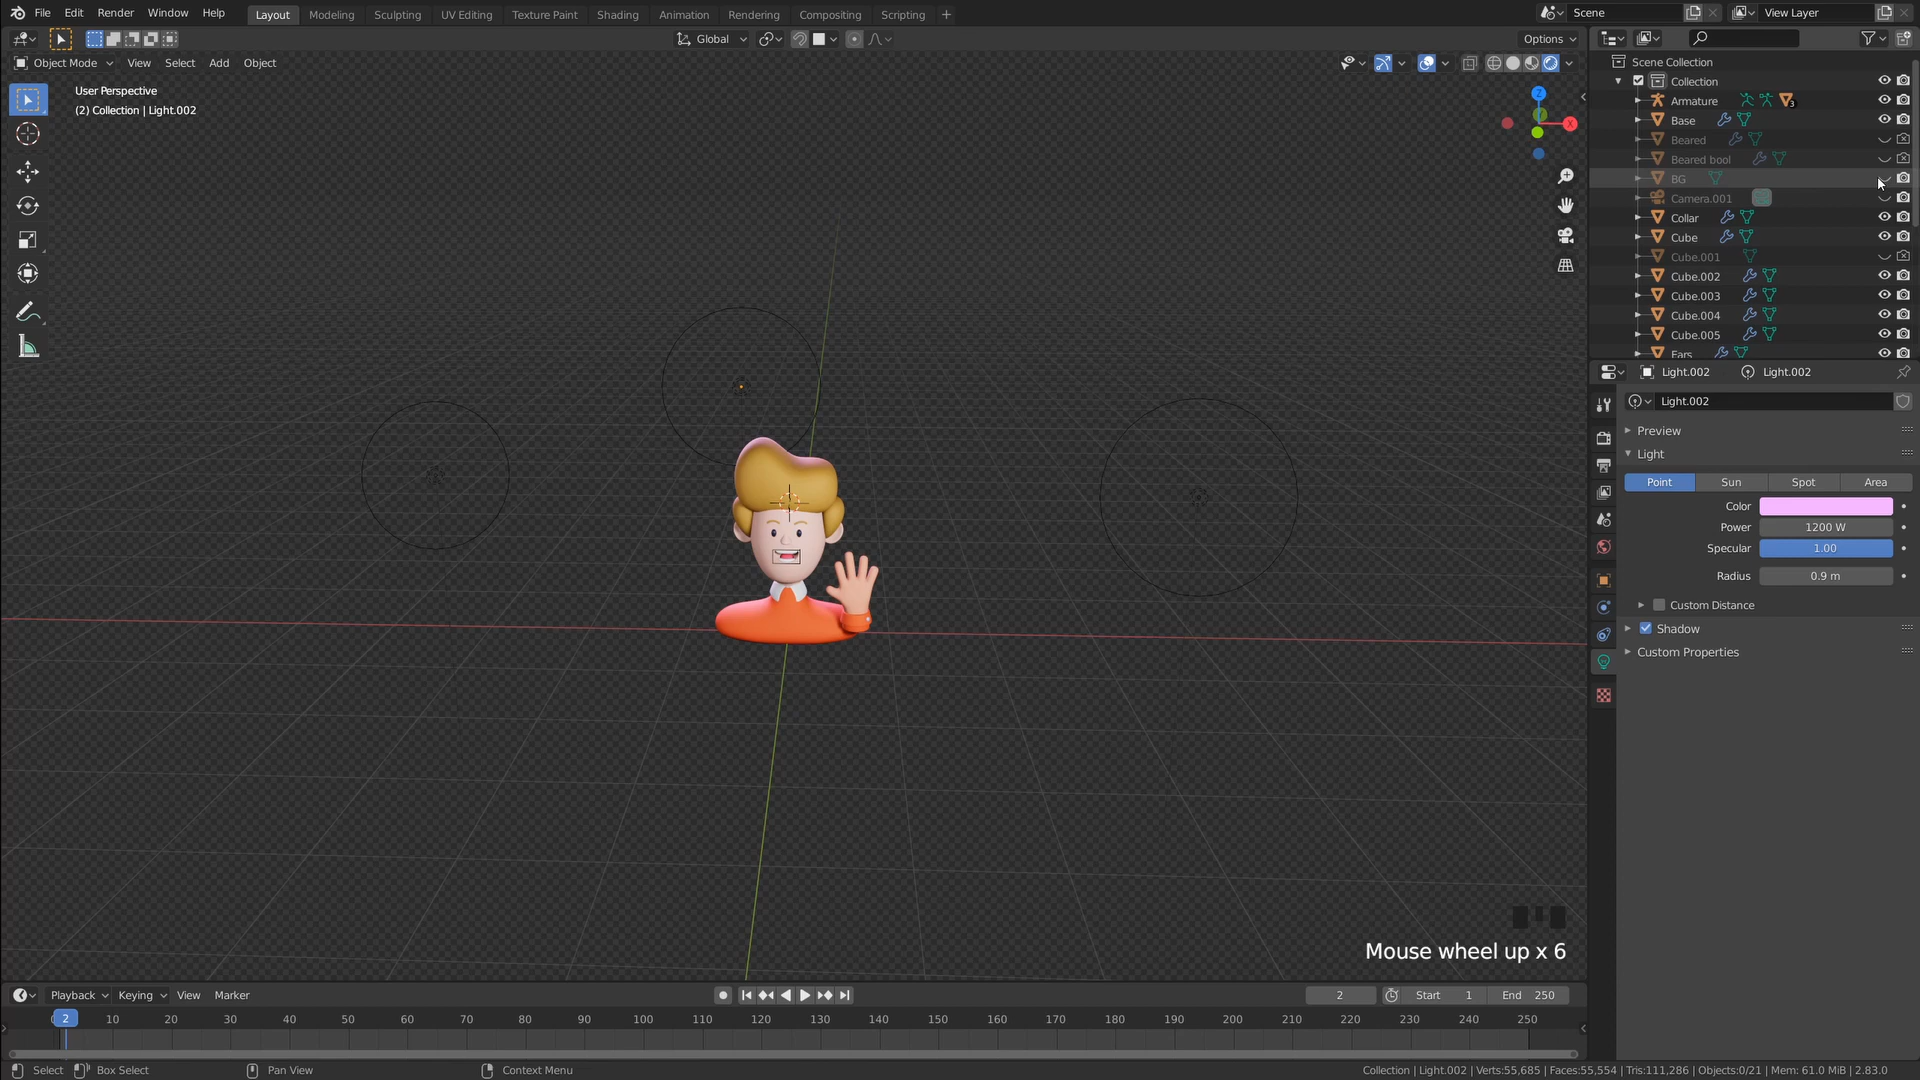 File Edit Render Window Help Layout Modeling Sculpting UV Editing Texture Paint Shading Animation Rendering Compositing Scripting + Scene View Layer
Global Options
Object Mode View Select Add Object
User Perspective
(2) Collection | Light.002
Z
X
Scene Collection
Collection
Armature 3
Base
Beared
Beared bool
BG
Camera.001
Collar
Cube
Cube.001
Cube.002
Cube.003
Cube.004
Cube.005
Ears
Light.002 Light.002
Light.002
Preview
Light
Point Sun Spot Area
Color
Power 1200 W
Specular 1.00
Radius 0.9 m
Custom Distance
Shadow
Custom Properties
Mouse wheel up x 6
Playback Keying View Marker 2 Start 1 End 250
2 10 20 30 40 50 60 70 80 90 100 110 120 130 140 150 160 170 180 190 200 210 220 230 240 250
Select Box Select Pan View Context Menu Collection | Light.002 | Verts:55,685 | Faces:55,554 | Tris:111,286 | Objects:0/21 | Mem: 61.0 MiB | 2.83.0